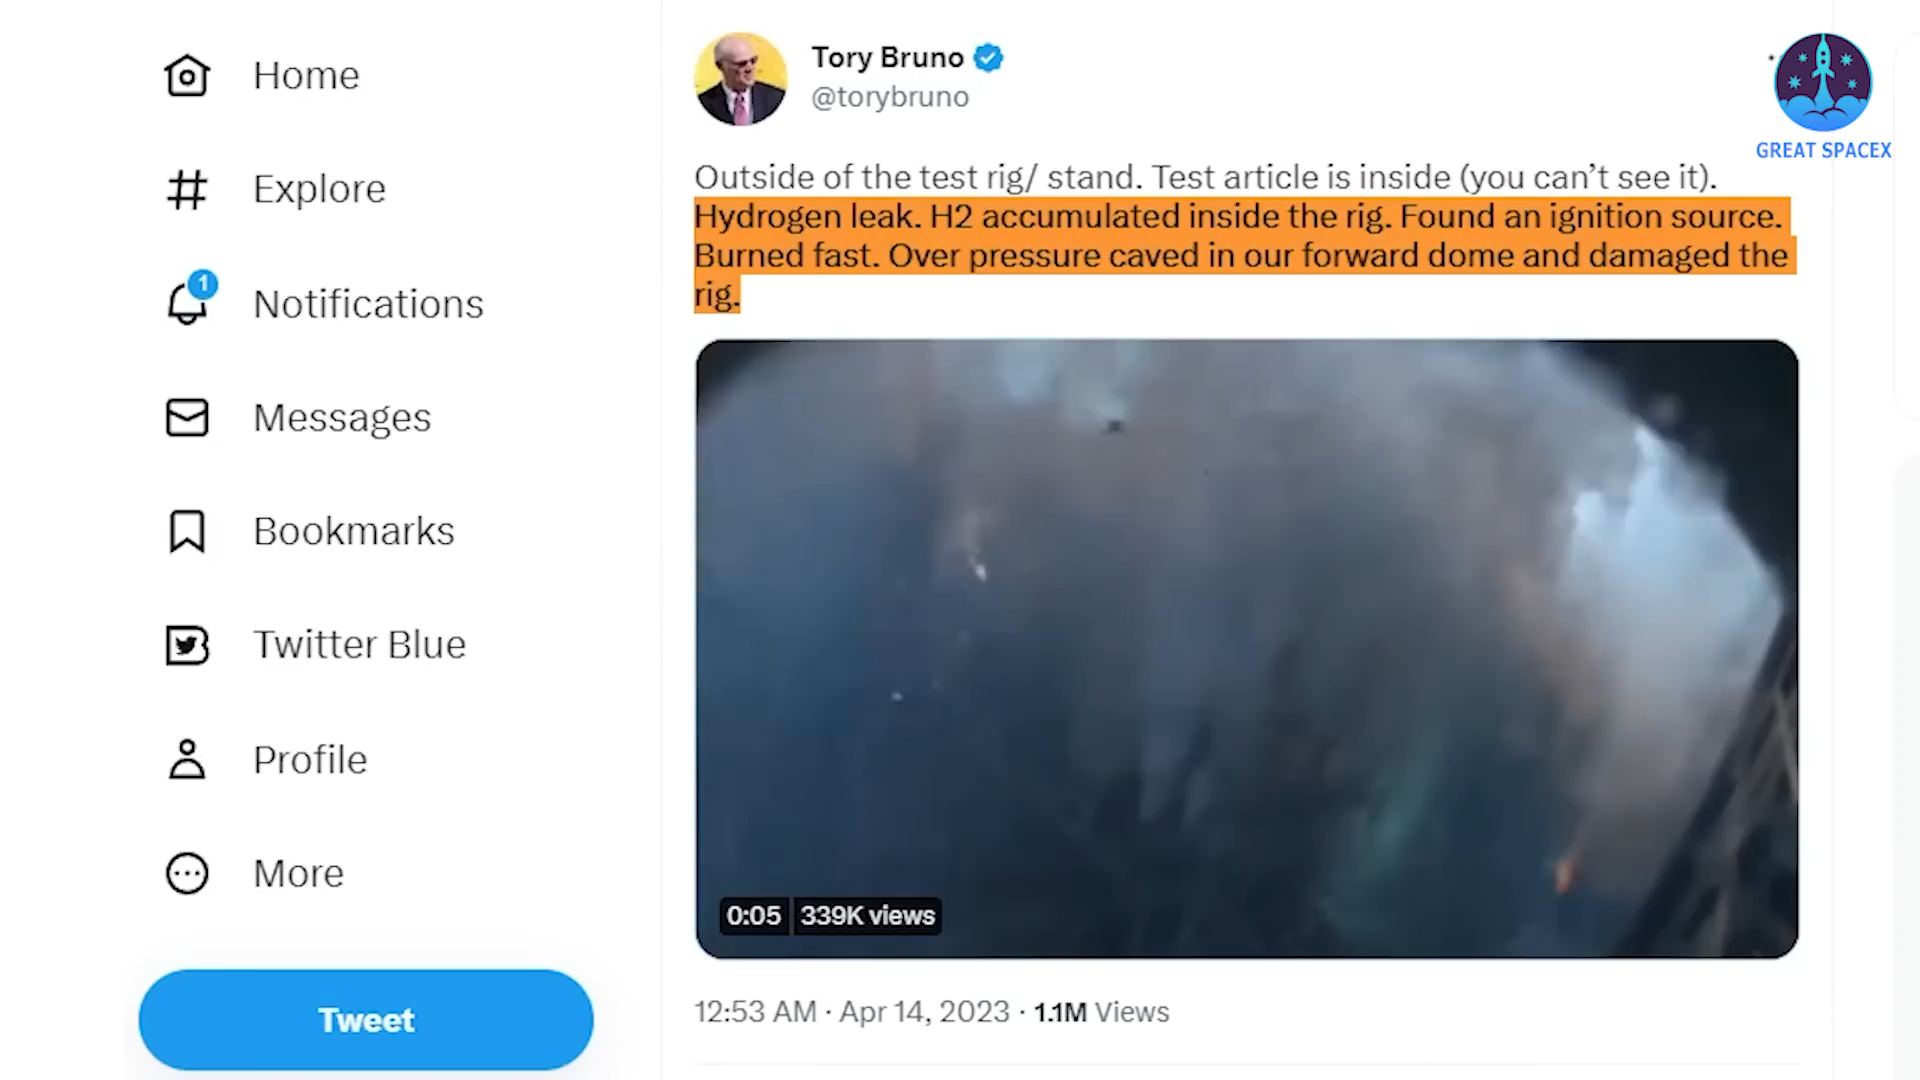 Home
Explore
1
Notifications
Messages
Bookmarks
Twitter Blue
Profile
More
Tweet
Tory Bruno
@torybruno
GREAT SPACEX
Outside of the test rig/ stand. Test article is inside (you can’t see it).
Hydrogen leak. H2 accumulated inside the rig. Found an ignition source.
Burned fast. Over pressure caved in our forward dome and damaged the
rig.
0:05 339K views
12:53 AM · Apr 14, 2023 · 1.1M Views